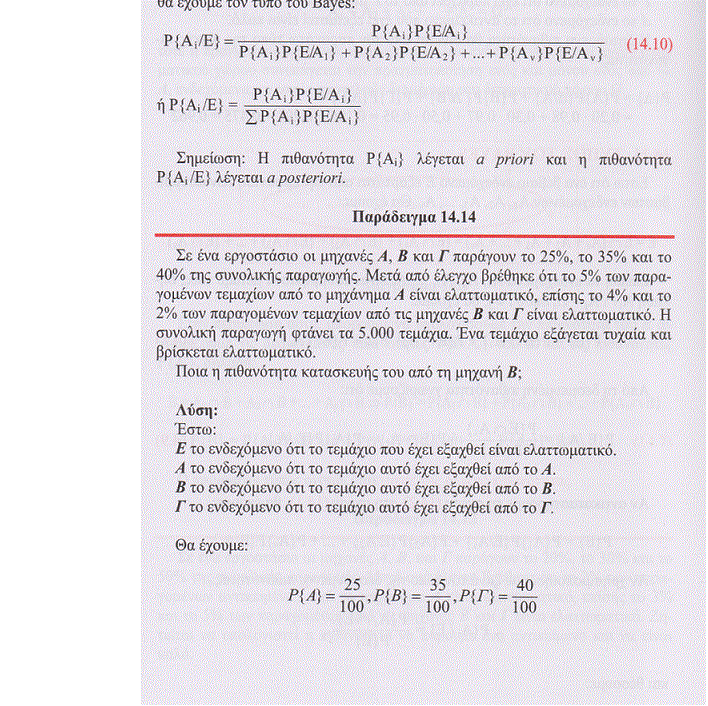 θα έχουμε τον τύπο του Bayes:
P{A_i/E} = P{A_i}P{E/A_i} / P{A_i}P{E/A_1} + P{A_2}P{E/A_2} + ... + P{A_ν}P{E/A_ν} (14.10)
ή P{A_i/E} = P{A_i}P{E/A_i} / ∑P{A_i}P{E/A_i}
Σημείωση: Η πιθανότητα P{A_i} λέγεται a priori και η πιθανότητα
P{A_i/E} λέγεται a posteriori.
Παράδειγμα 14.14
Σε ένα εργοστάσιο οι μηχανές Α, Β και Γ παράγουν το 25%, το 35% και το
40% της συνολικής παραγωγής. Μετά από έλεγχο βρέθηκε ότι το 5% των παρα-
γομένων τεμαχίων από το μηχάνημα Α είναι ελαττωματικό, επίσης το 4% και το
2% των παραγομένων τεμαχίων από τις μηχανές Β και Γ είναι ελαττωματικό. Η
συνολική παραγωγή φτάνει τα 5.000 τεμάχια. Ένα τεμάχιο εξάγεται τυχαία και
βρίσκεται ελαττωματικό.
Ποια η πιθανότητα κατασκευής του από τη μηχανή Β;
Λύση:
Έστω:
Ε το ενδεχόμενο ότι το τεμάχιο που έχει εξαχθεί είναι ελαττωματικό.
Α το ενδεχόμενο ότι το τεμάχιο αυτό έχει εξαχθεί από το Α.
Β το ενδεχόμενο ότι το τεμάχιο αυτό έχει εξαχθεί από το Β.
Γ το ενδεχόμενο ότι το τεμάχιο αυτό έχει εξαχθεί από το Γ.
Θα έχουμε:
P{A} = 25/100, P{B} = 35/100, P{Γ} = 40/100